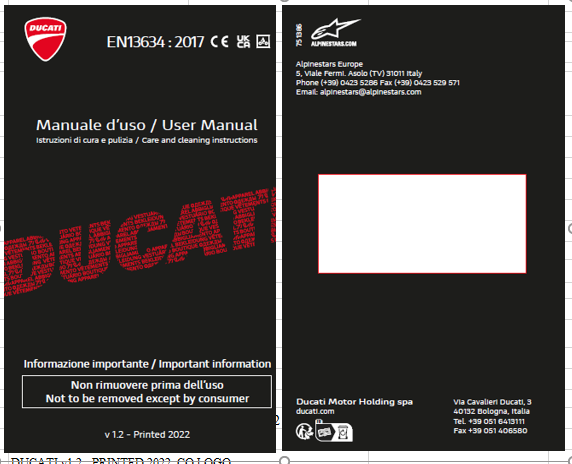 DUCATI
EN13634 : 2017 CE UK CA
Manuale d'uso / User Manual
Istruzioni di cura e pulizia / Care and cleaning instructions
DUCATI
Informazione importante / Important information
Non rimuovere prima dell'uso
Not to be removed except by consumer
v 1.2 - Printed 2022
2
DUCATI v1.2 - PRINTED 2022 CO LOGO
751386
ALPINESTARS.COM
Alpinestars Europe
5, Viale Fermi. Asolo (TV) 31011 Italy
Phone (+39) 0423 5286 Fax (+39) 0423 529 571
Email: alpinestars@alpinestars.com
Ducati Motor Holding spa
ducati.com
Via Cavalieri Ducati, 3
40132 Bologna, Italia
Tel. +39 051 6413111
Fax +39 051 406580